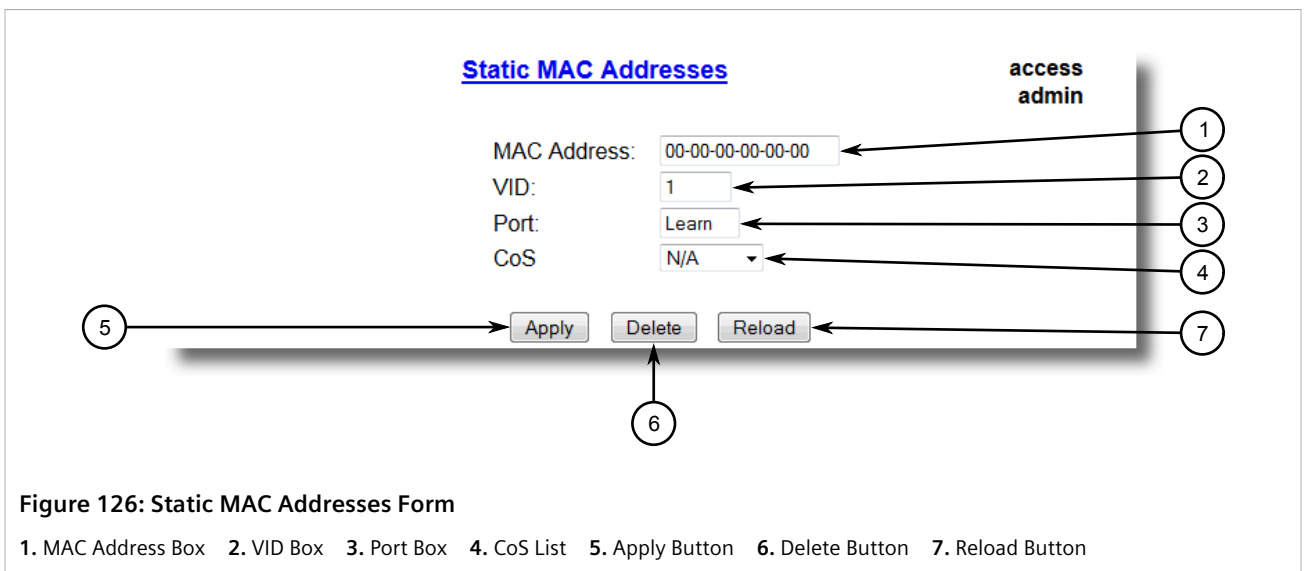 Static MAC Addresses
access
admin
MAC Address: 00-00-00-00-00-00
1
VID: 1
2
Port: Learn
3
CoS N/A
4
5
Apply Delete Reload
7
6
Figure 126: Static MAC Addresses Form
1. MAC Address Box 2. VID Box 3. Port Box 4. CoS List 5. Apply Button 6. Delete Button 7. Reload Button